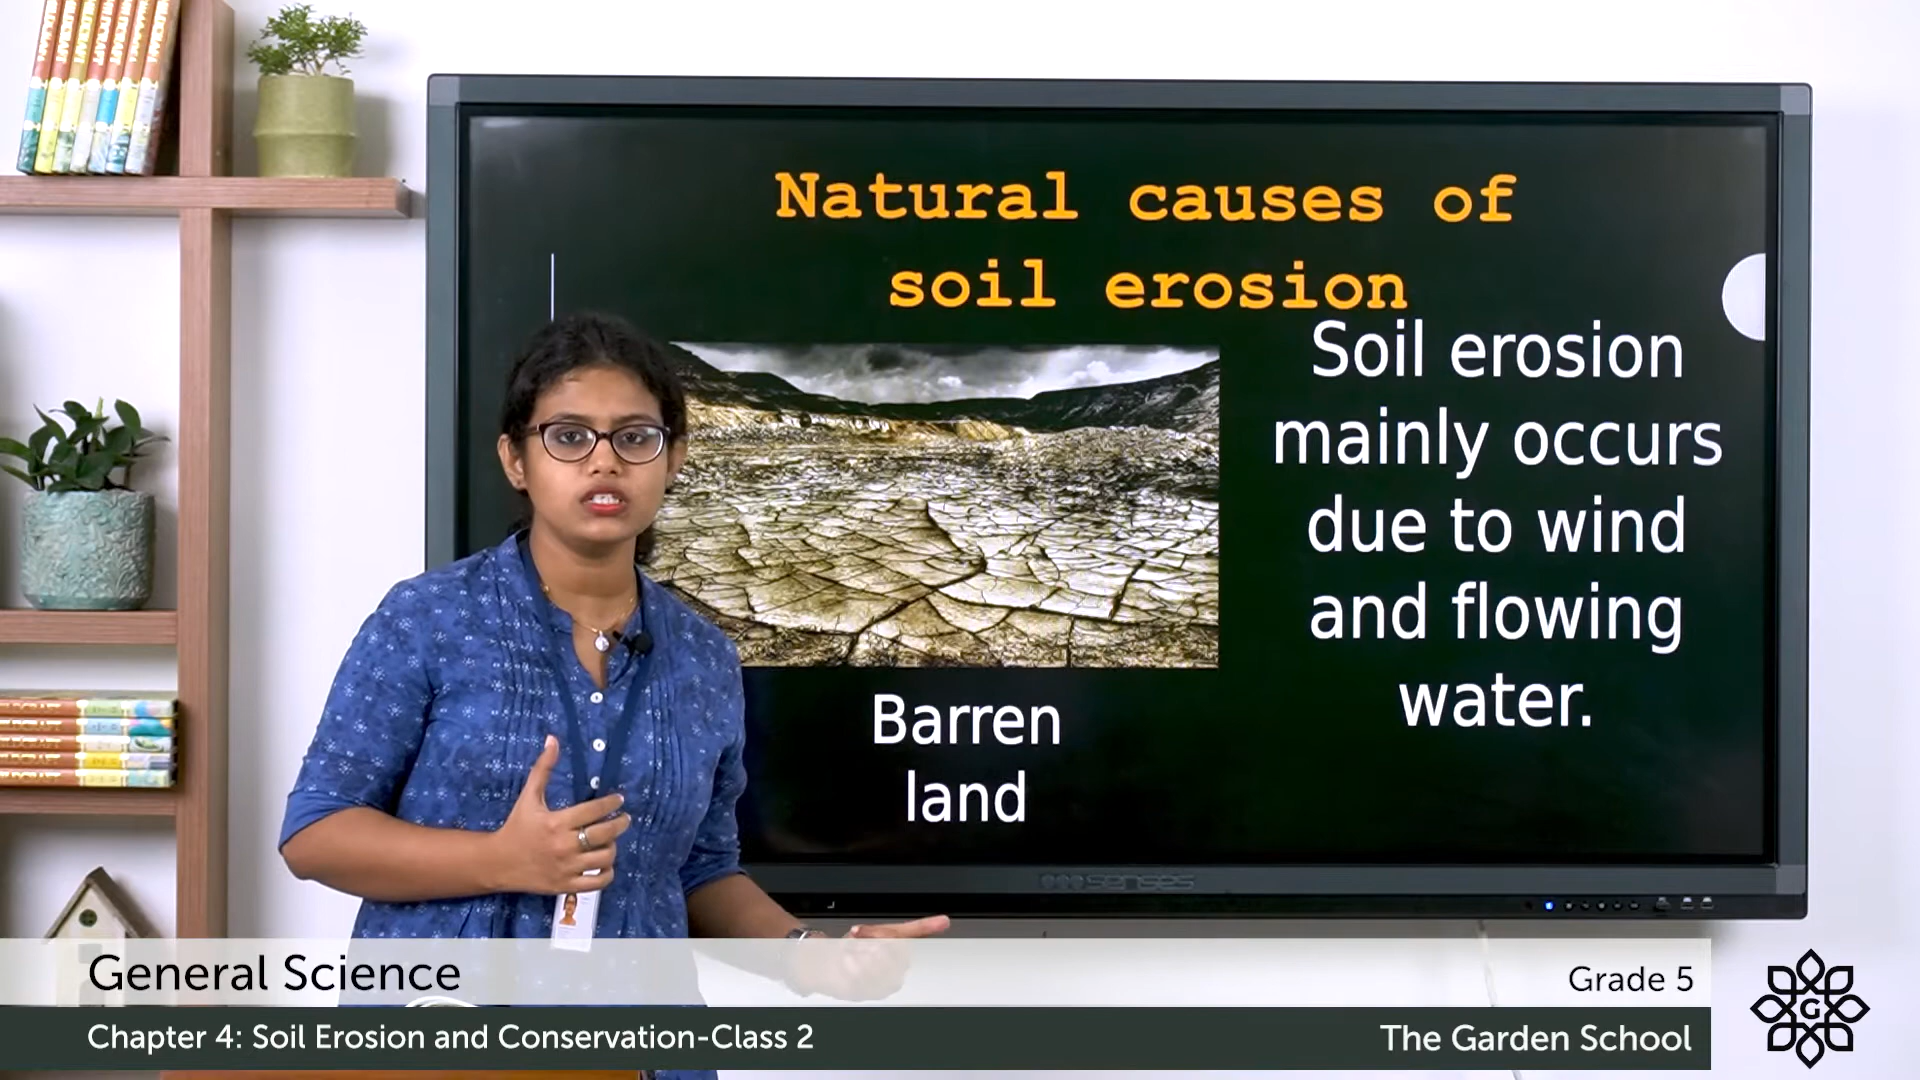 Natural causes of
soil erosion
Soil erosion
mainly occurs
due to wind
and flowing
water.
Barren
land
senses
General Science
Grade 5
Chapter 4: Soil Erosion and Conservation-Class 2
The Garden School
G